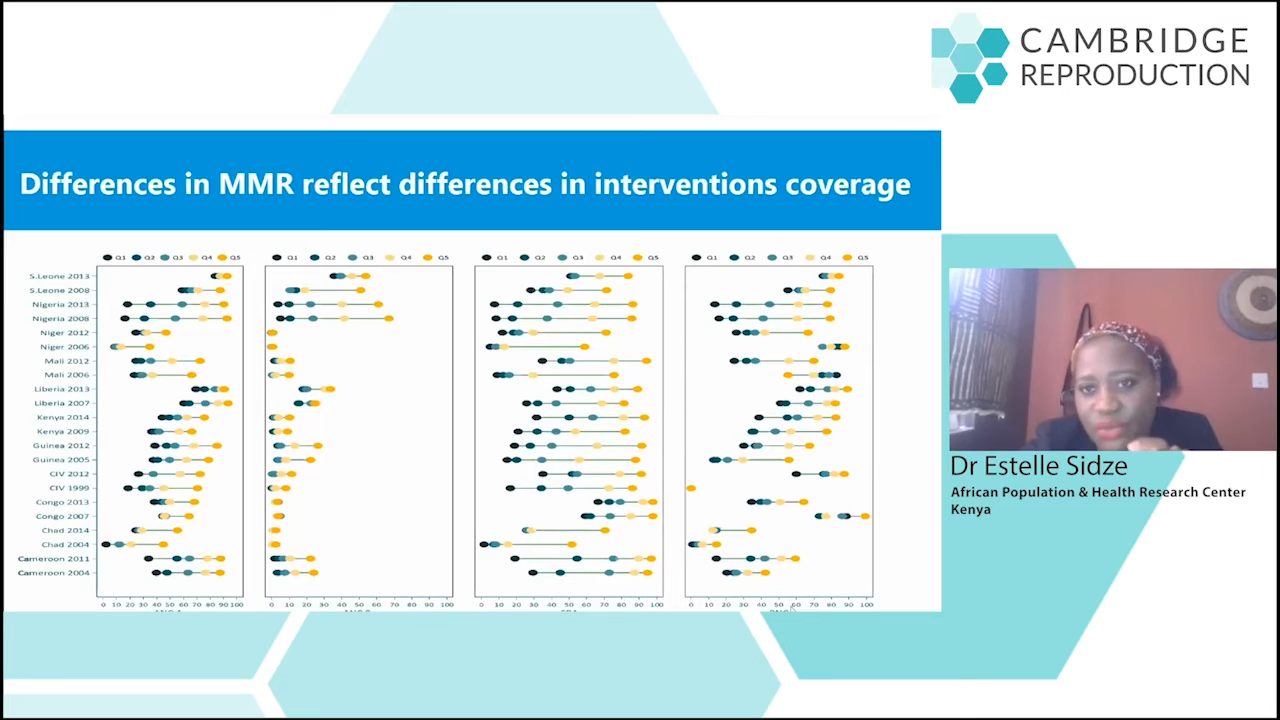 CAMBRIDGE
REPRODUCTION
Differences in MMR reflect differences in interventions coverage
Q1 Q2 Q3 Q4 Q5
Q1 Q2 Q3 Q4 Q5
Q1 Q2 Q3 Q4 Q5
Q1 Q2 Q3 Q4 Q5
S.Leone 2013
S.Leone 2008
Nigeria 2013
Nigeria 2008
Niger 2012
Niger 2006
Mali 2012
Mali 2006
Liberia 2013
Liberia 2007
Kenya 2014
Kenya 2009
Guinea 2012
Guinea 2005
CIV 2012
CIV 1999
Congo 2013
Congo 2007
Chad 2014
Chad 2004
Cameroon 2011
Cameroon 2004
0 10 20 30 40 50 60 70 80 90 100
0 10 20 30 40 50 60 70 80 90 100
0 10 20 30 40 50 60 70 80 90 100
0 10 20 30 40 50 60 70 80 90 100
Dr Estelle Sidze
African Population & Health Research Center
Kenya